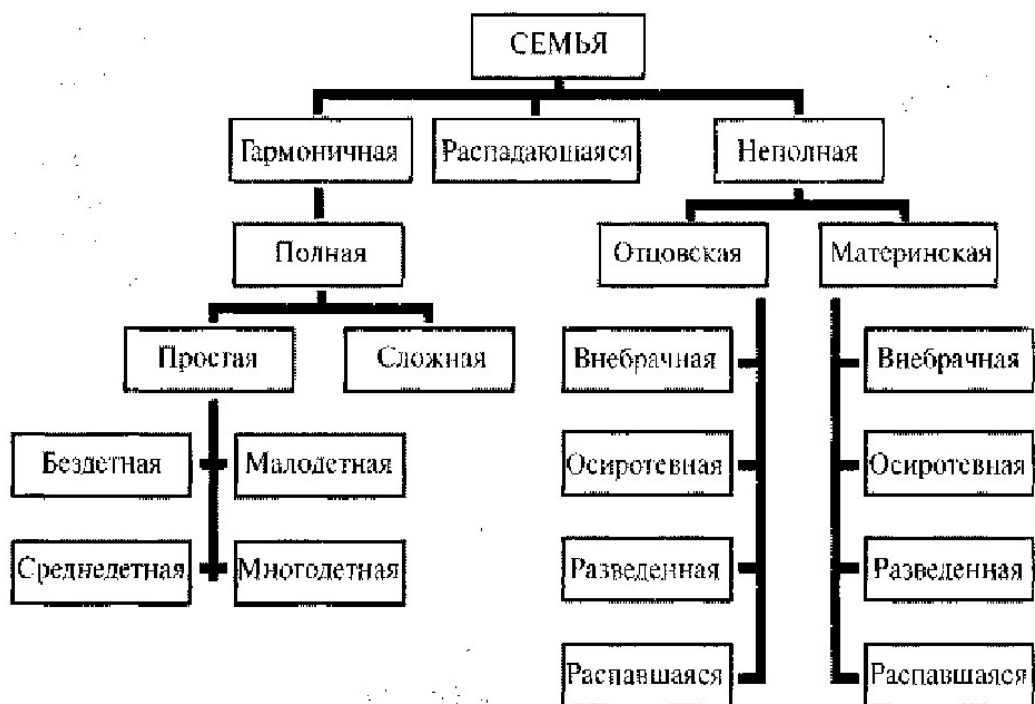 СЕМЬЯ
Гармоничная
Распадающаяся
Неполная
Полная
Отцовская
Материнская
Простая
Сложная
Внебрачная
Внебрачная
Бездетная
Малодетная
Осиротевная
Осиротевная
Среднедетная
Многодетная
Разведенная
Разведенная
Распавшаяся
Распавшаяся